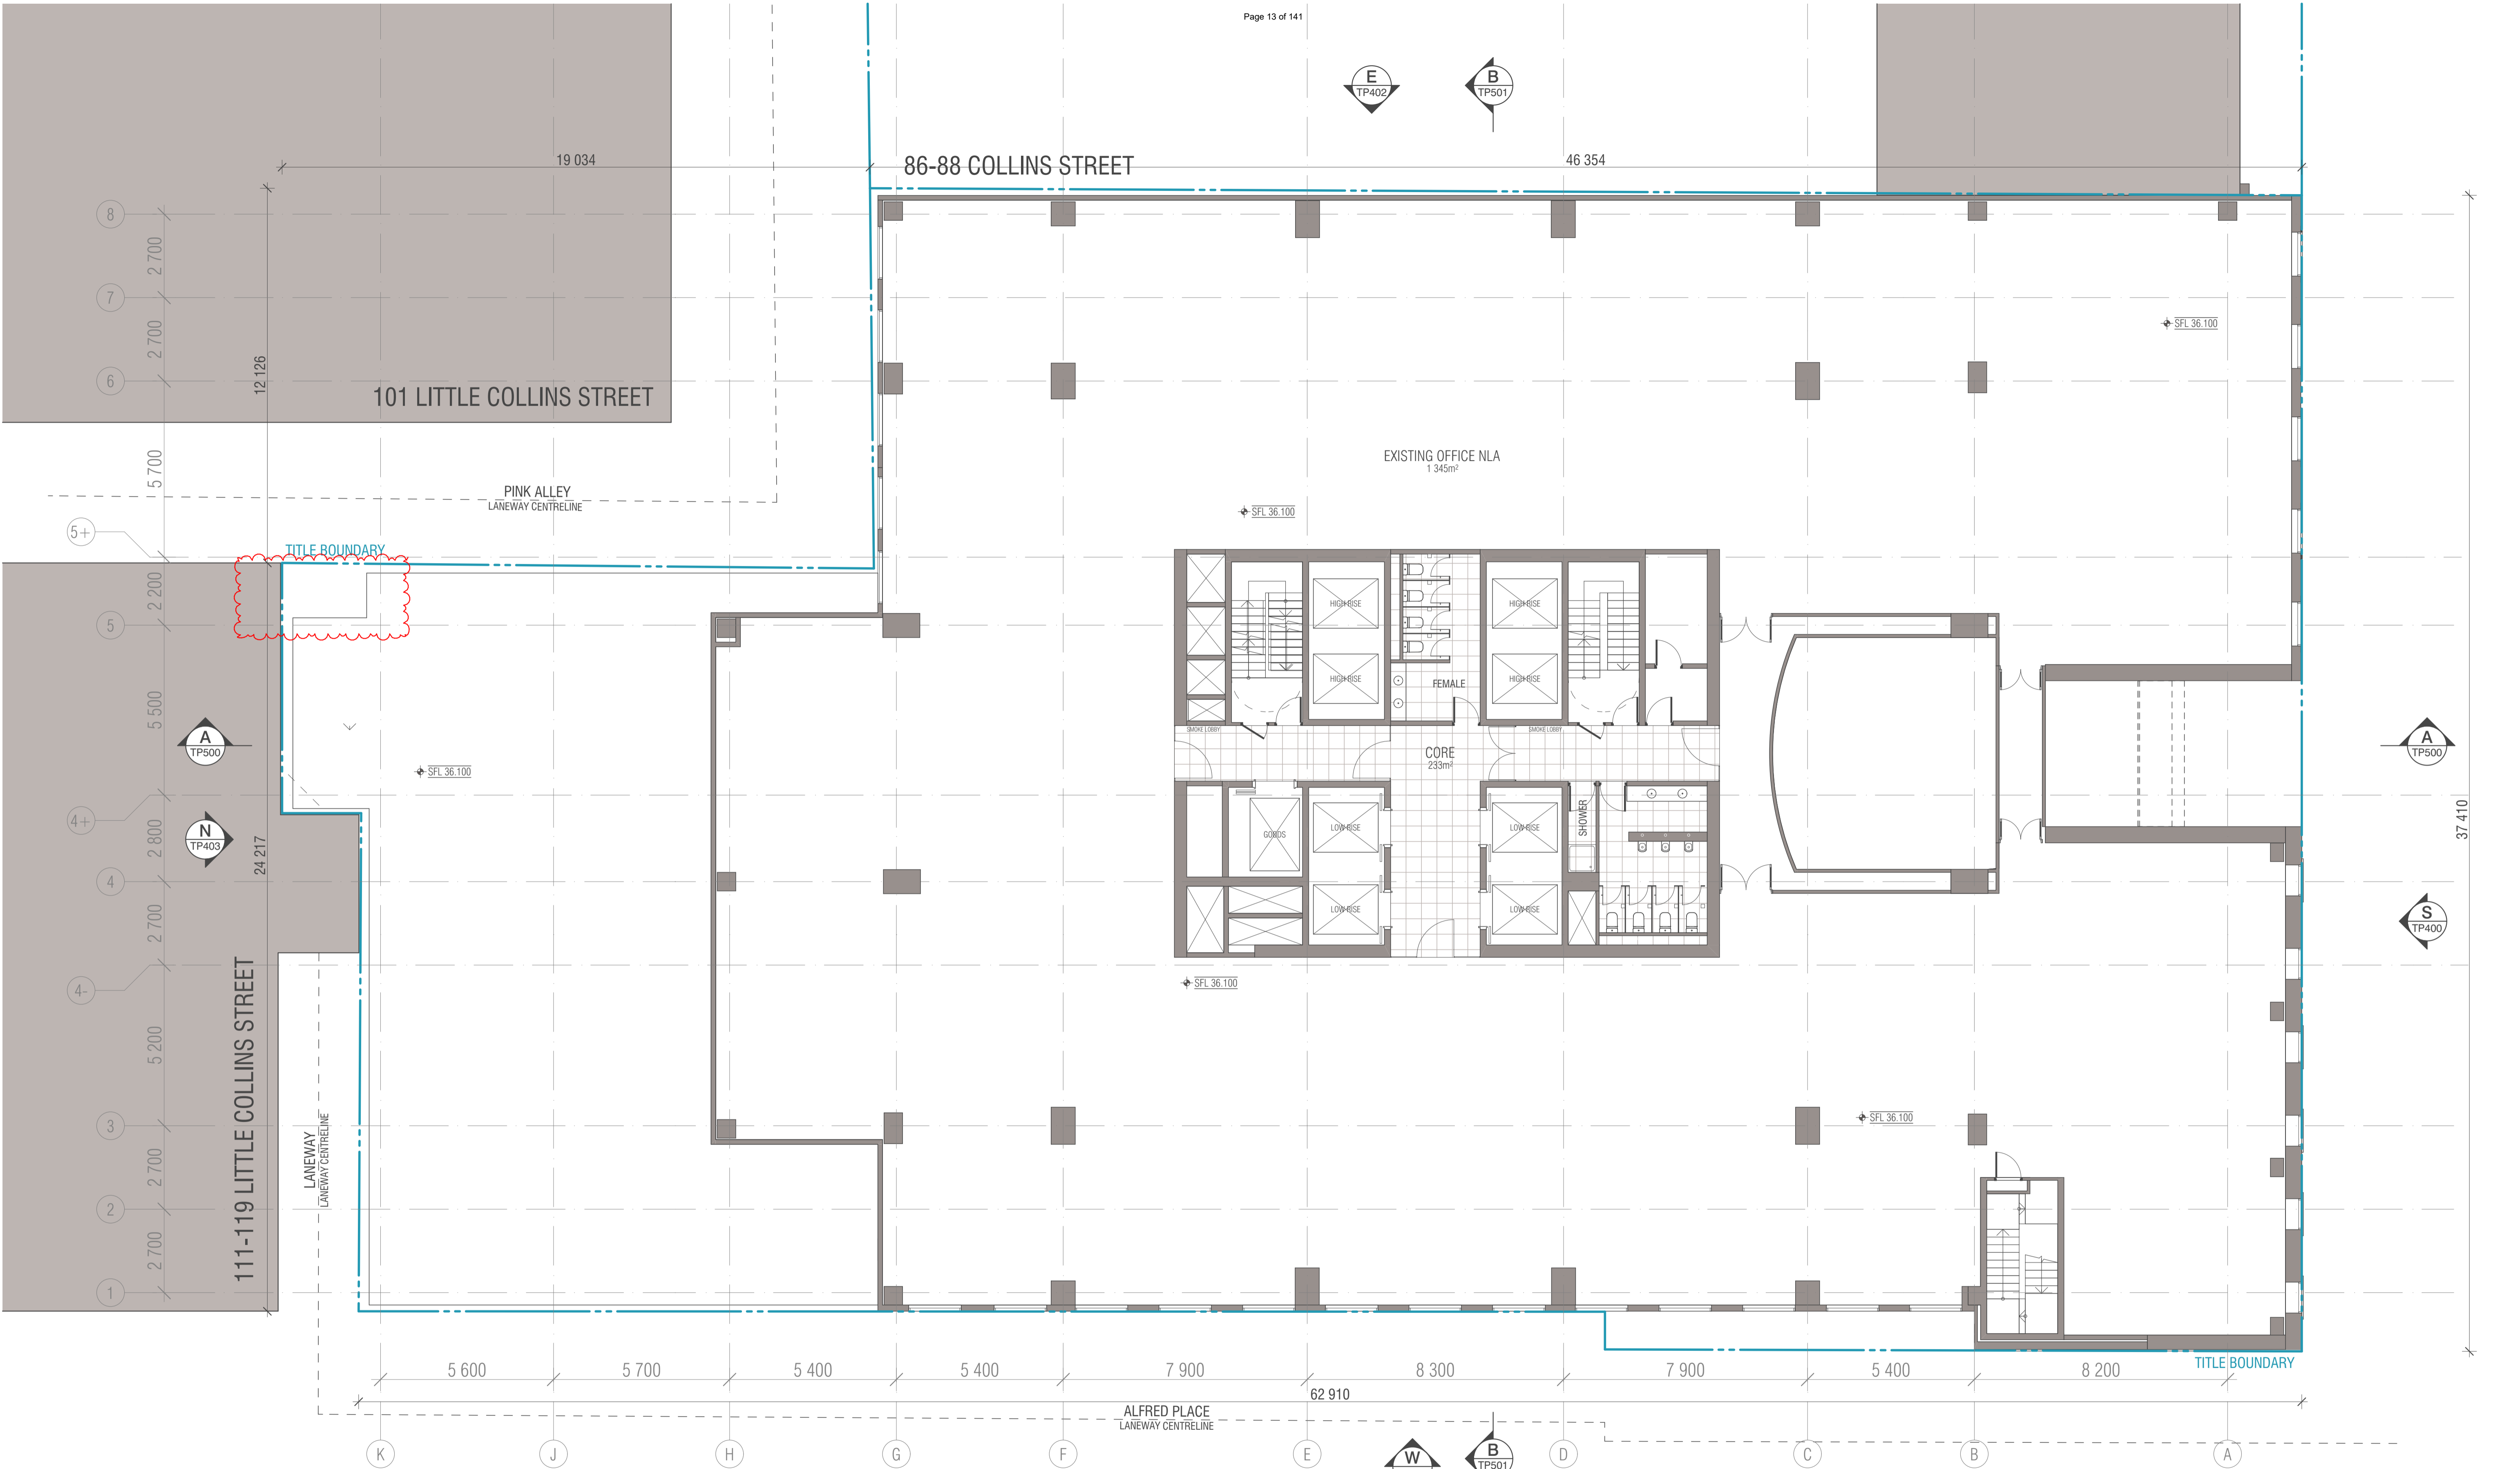 Page 13 of 141
E
TP402
B
TP501
19 034
86-88 COLLINS STREET
46 354
8
2 700
7
2 700
6
12 126
101 LITTLE COLLINS STREET
SFL 36.100
5 700
EXISTING OFFICE NLA
1 345m²
PINK ALLEY
LANEWAY CENTRELINE
SFL 36.100
5+
TITLE BOUNDARY
2 200
5
HIGH RISE
HIGH RISE
HIGH RISE
HIGH RISE
FEMALE
5 500
A
TP500
SMOKE LOBBY
SMOKE LOBBY
CORE
233m²
A
TP500
SFL 36.100
4+
2 800
N
TP403
24 217
GOODS
LOW RISE
LOW RISE
SHOWER
37 410
4
LOW RISE
LOW RISE
2 700
S
TP400
4-
SFL 36.100
111-119 LITTLE COLLINS STREET
5 200
3
SFL 36.100
LANEWAY
LANEWAY CENTRELINE
2 700
2
2 700
1
5 600
5 700
5 400
5 400
7 900
8 300
7 900
5 400
8 200
TITLE BOUNDARY
62 910
ALFRED PLACE
LANEWAY CENTRELINE
K
J
H
G
F
E
D
C
B
A
W
B
TP501